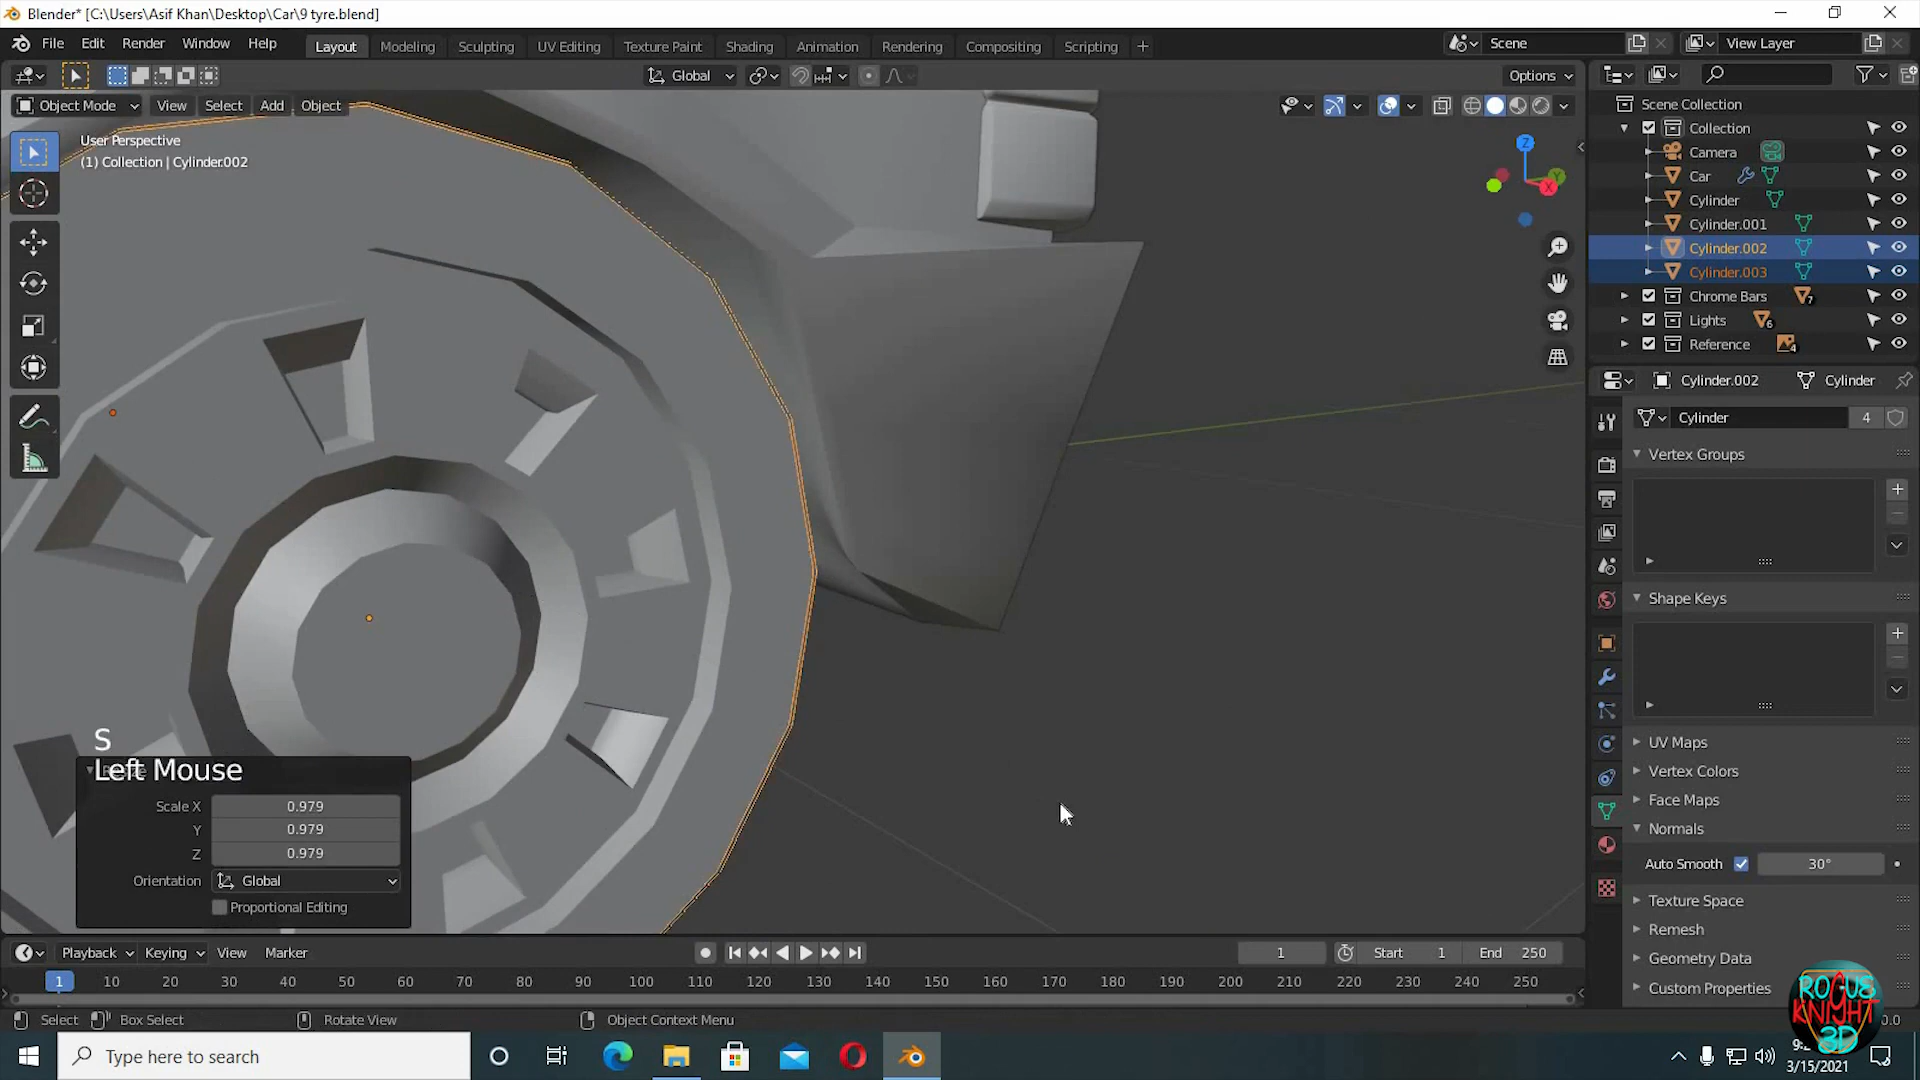 Blender* [C:\Users\Asif Khan\Desktop\Car\9 tyre.blend]
File Edit Render Window Help
Layout Modeling Sculpting UV Editing Texture Paint Shading Animation Rendering Compositing Scripting +
Scene
View Layer
Global
Options
Object Mode View Select Add Object
User Perspective
(1) Collection | Cylinder.002
Z
Y
X
Scene Collection
Collection
Camera
Car
Cylinder
Cylinder.001
Cylinder.002
Cylinder.003
Chrome Bars 7
Lights 6
Reference 4
Cylinder.002 Cylinder
Cylinder 4
Vertex Groups
Shape Keys
UV Maps
Vertex Colors
Face Maps
Normals
Auto Smooth 30°
Texture Space
Remesh
Geometry Data
Custom Properties
S
Left Mouse
Scale X 0.979
Y 0.979
Z 0.979
Orientation Global
Proportional Editing
Playback Keying View Marker
1 Start 1 End 250
1 10 20 30 40 50 60 70 80 90 100 110 120 130 140 150 160 170 180 190 200 210 220 230 240 250
Select Box Select Rotate View Object Context Menu
ROGUE
KNIGHT
3D
Type here to search
3/15/2021